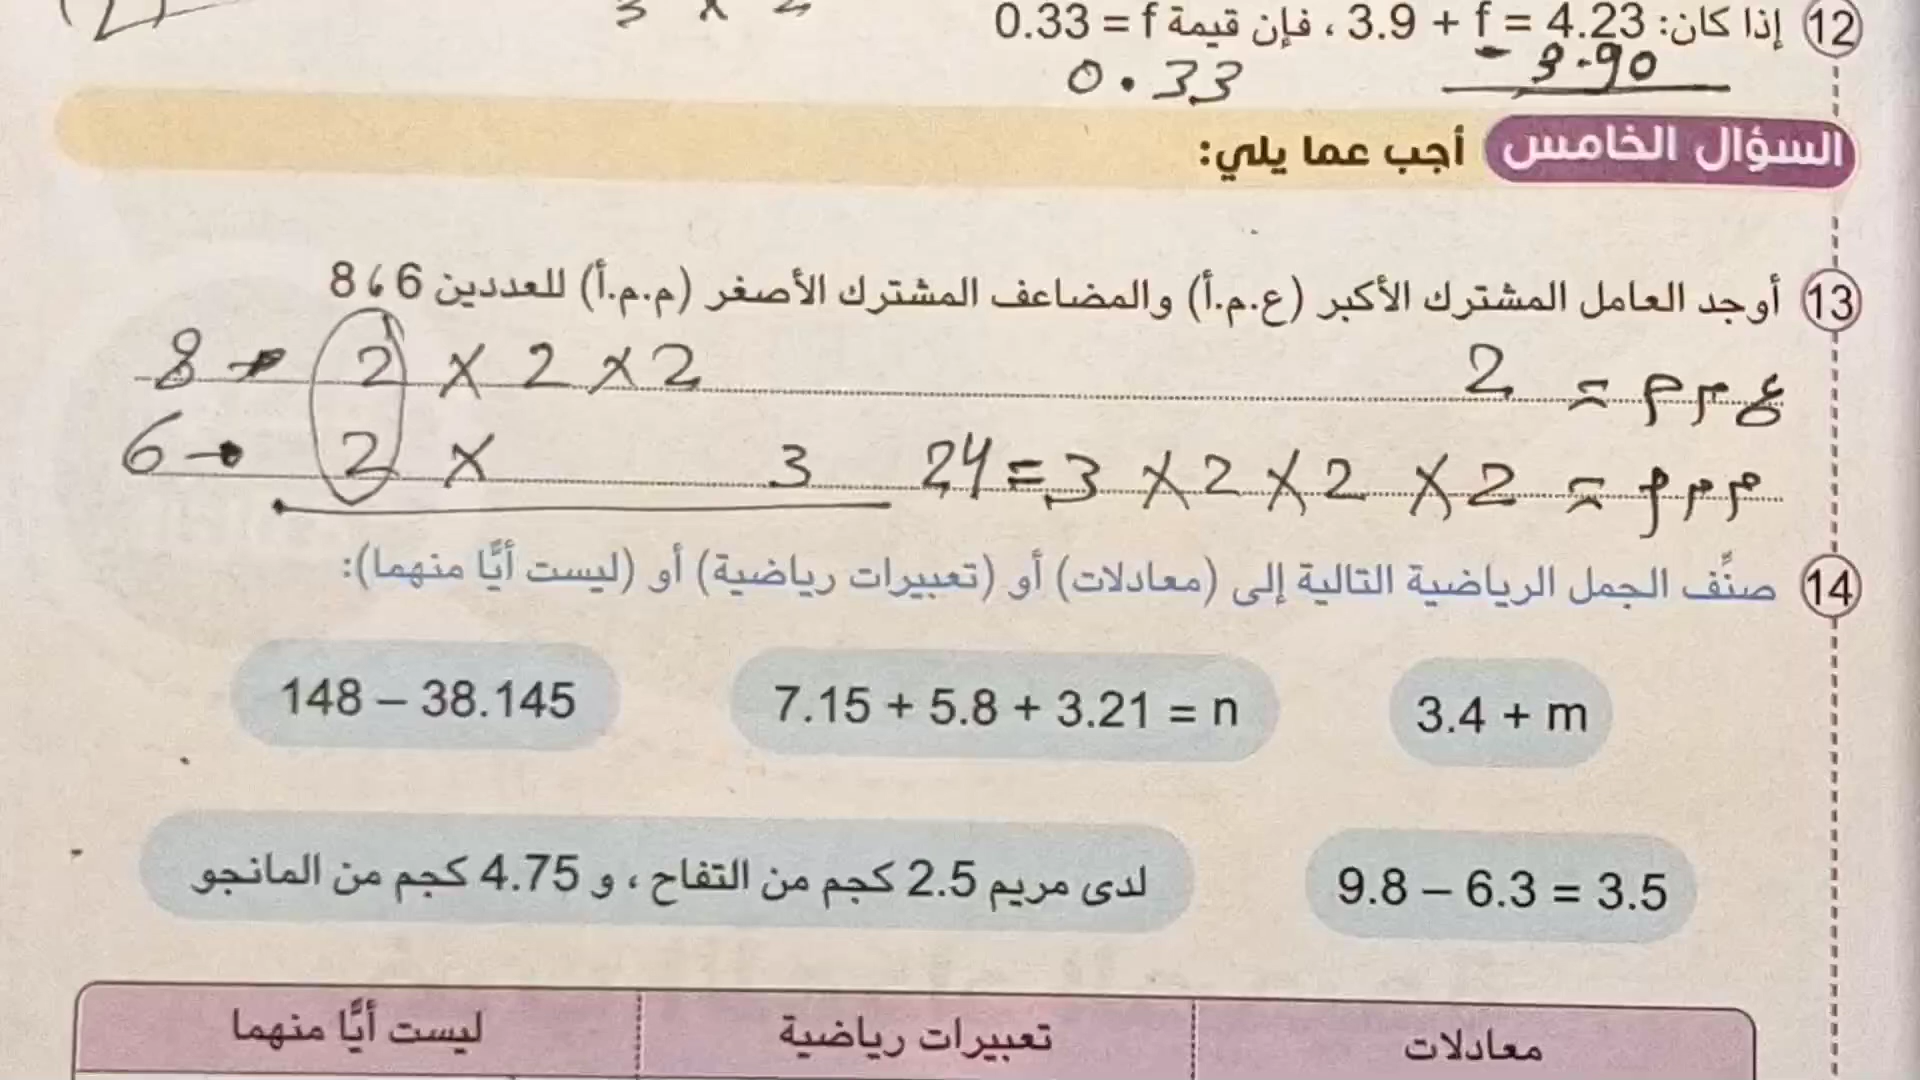 12 إذا كان: 3.9 + f = 4.23 ، فإن قيمة f = 0.33
- 3.90
0.33
السؤال الخامس أجب عما يلي:
13 أوجد العامل المشترك الأكبر (ع.م.أ) والمضاعف المشترك الأصغر (م.م.أ) للعددين 6 ، 8
8 → 2 × 2 × 2
ع م م = 2
6 → 2 × 3
م م م = 2 × 2 × 2 × 3 = 24
14 صنِّف الجمل الرياضية التالية إلى (معادلات) أو (تعبيرات رياضية) أو (ليست أيًّا منهما):
3.4 + m
7.15 + 5.8 + 3.21 = n
148 – 38.145
9.8 – 6.3 = 3.5
لدى مريم 2.5 كجم من التفاح ، و 4.75 كجم من المانجو
معادلات
تعبيرات رياضية
ليست أيًّا منهما